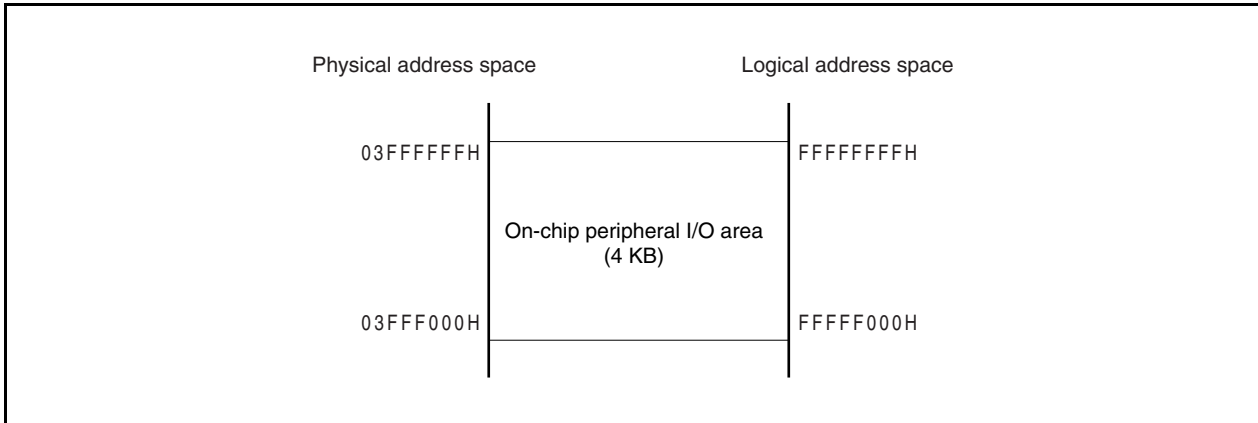 Physical address space
Logical address space
03FFFFFFH
FFFFFFFFH
On-chip peripheral I/O area
(4 KB)
03FFF000H
FFFFF000H